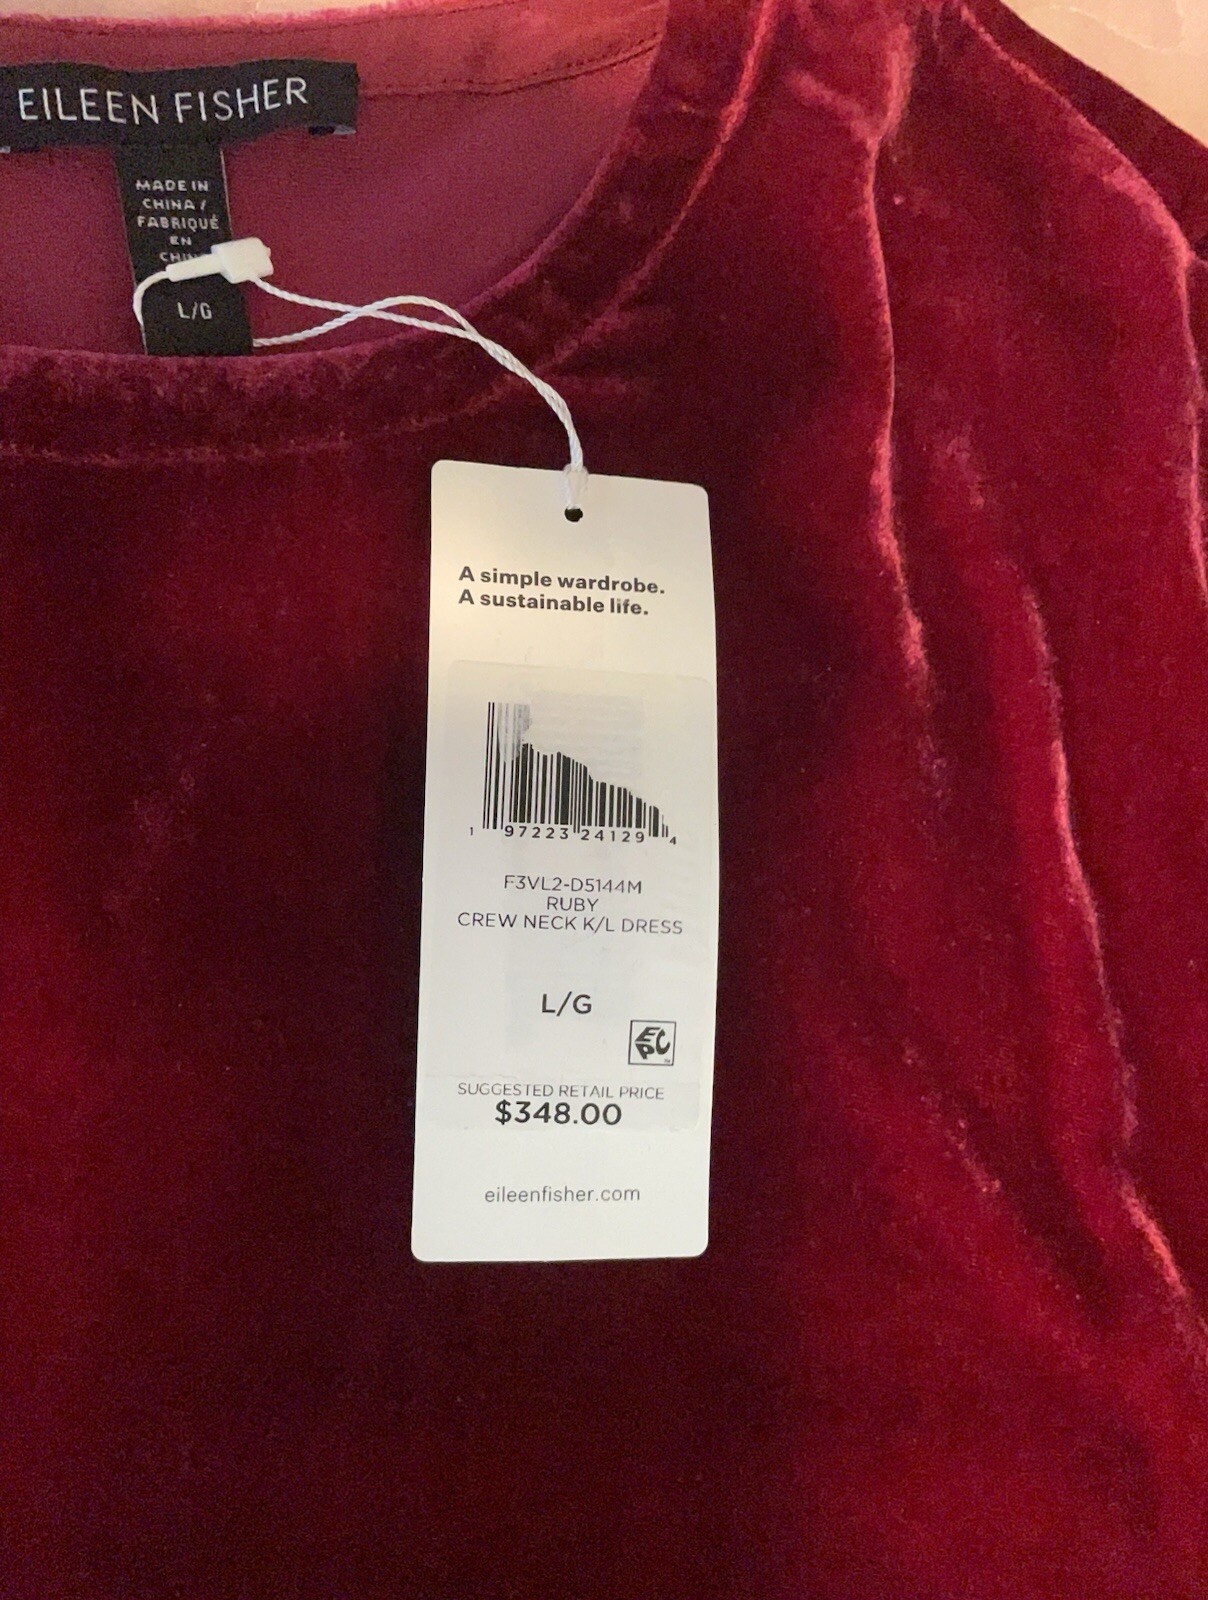 EILEEN FISHER
MADE IN
CHINA /
FABRIQUÉ
EN
L/G
A simple wardrobe.
A sustainable life.
1 97223 24129 4
F3VL2-D5144M
RUBY
CREW NECK K/L DRESS
L/G
EPC
SUGGESTED RETAIL PRICE
$348.00
eileenfisher.com